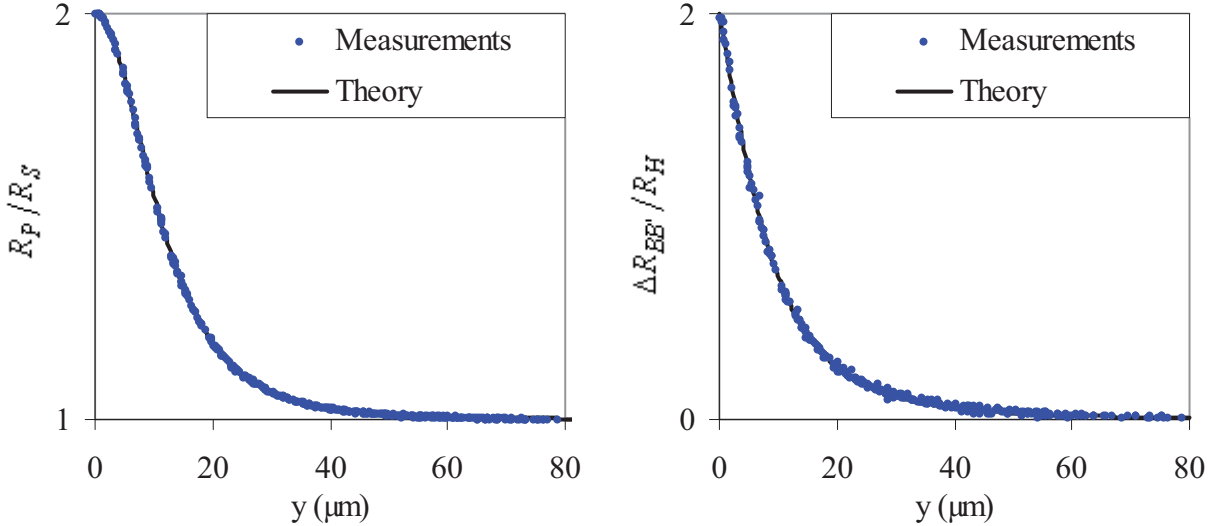 2
Measurements
Theory
R_P/R_S
1
0 20 40 60 80
y (μm)
2
Measurements
Theory
ΔR_BB'/R_H
0
0 20 40 60 80
y (μm)